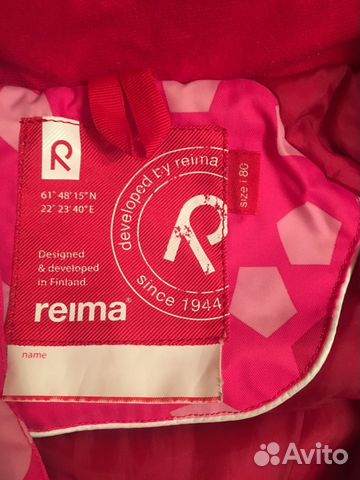 R
61° 48' 15" N
22° 23' 40" E
Designed
& developed
in Finland.
reima®
name
developed by reima
R
since 1944
size | 80
Avito